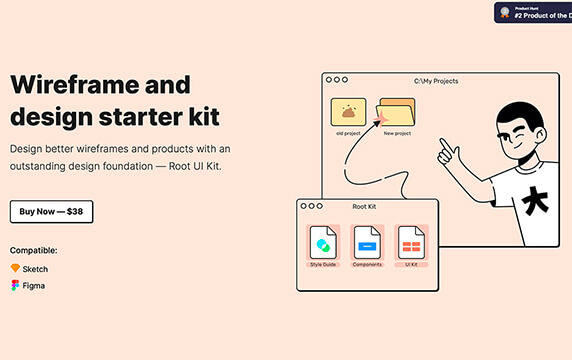 Product Hunt
#2 Product of the D
Wireframe and
design starter kit
Design better wireframes and products with an
outstanding design foundation — Root UI Kit.
Buy Now — $38
Compatible:
Sketch
Figma
C:\My Projects
old project
New project
大
Root Kit
Style Guide
Components
UI Kit